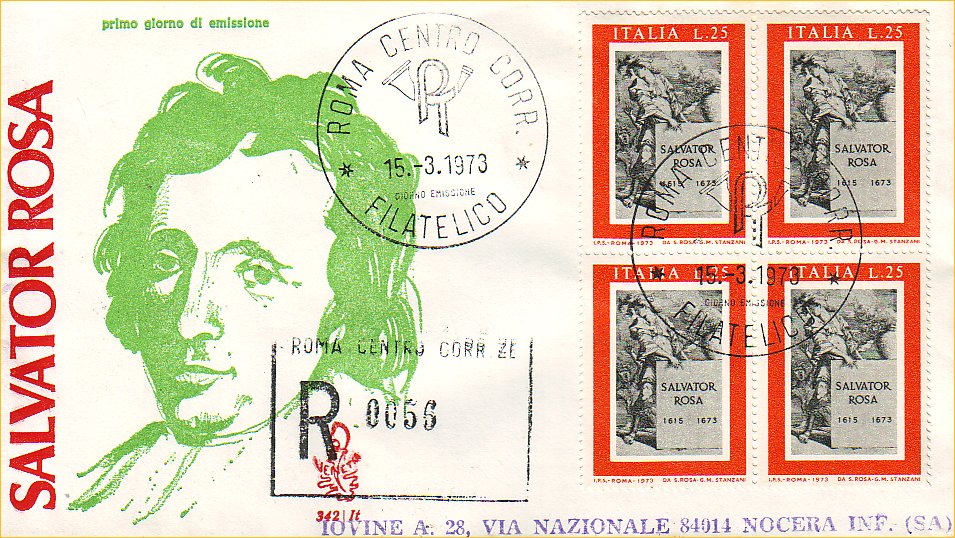 primo giorno di emissione
SALVATOR ROSA
ROMA CENTRO CORR.
15.-3.1973
GIORNO EMISSIONE
FILATELICO
ITALIA L.25
SALVATOR
ROSA
1615 1673
I.P.S.-ROMA-1973 DA S.ROSA-G.M.STANZANI
ITALIA L.25
SALVATOR
ROSA
1615 1673
I.P.S.-ROMA-1973 DA S.ROSA-G.M.STANZANI
ROMA CENTRO CORR.
15.-3.1973
GIORNO EMISSIONE
FILATELICO
ITALIA L.25
SALVATOR
ROSA
1615 1673
I.P.S.-ROMA-1973 DA S.ROSA-G.M.STANZANI
ITALIA L.25
SALVATOR
ROSA
1615 1673
I.P.S.-ROMA-1973 DA S.ROSA-G.M.STANZANI
ROMA CENTRO CORR.ZE
R 0056
VENETIA
342/It
IOVINE A. 28, VIA NAZIONALE 84014 NOCERA INF. (SA)